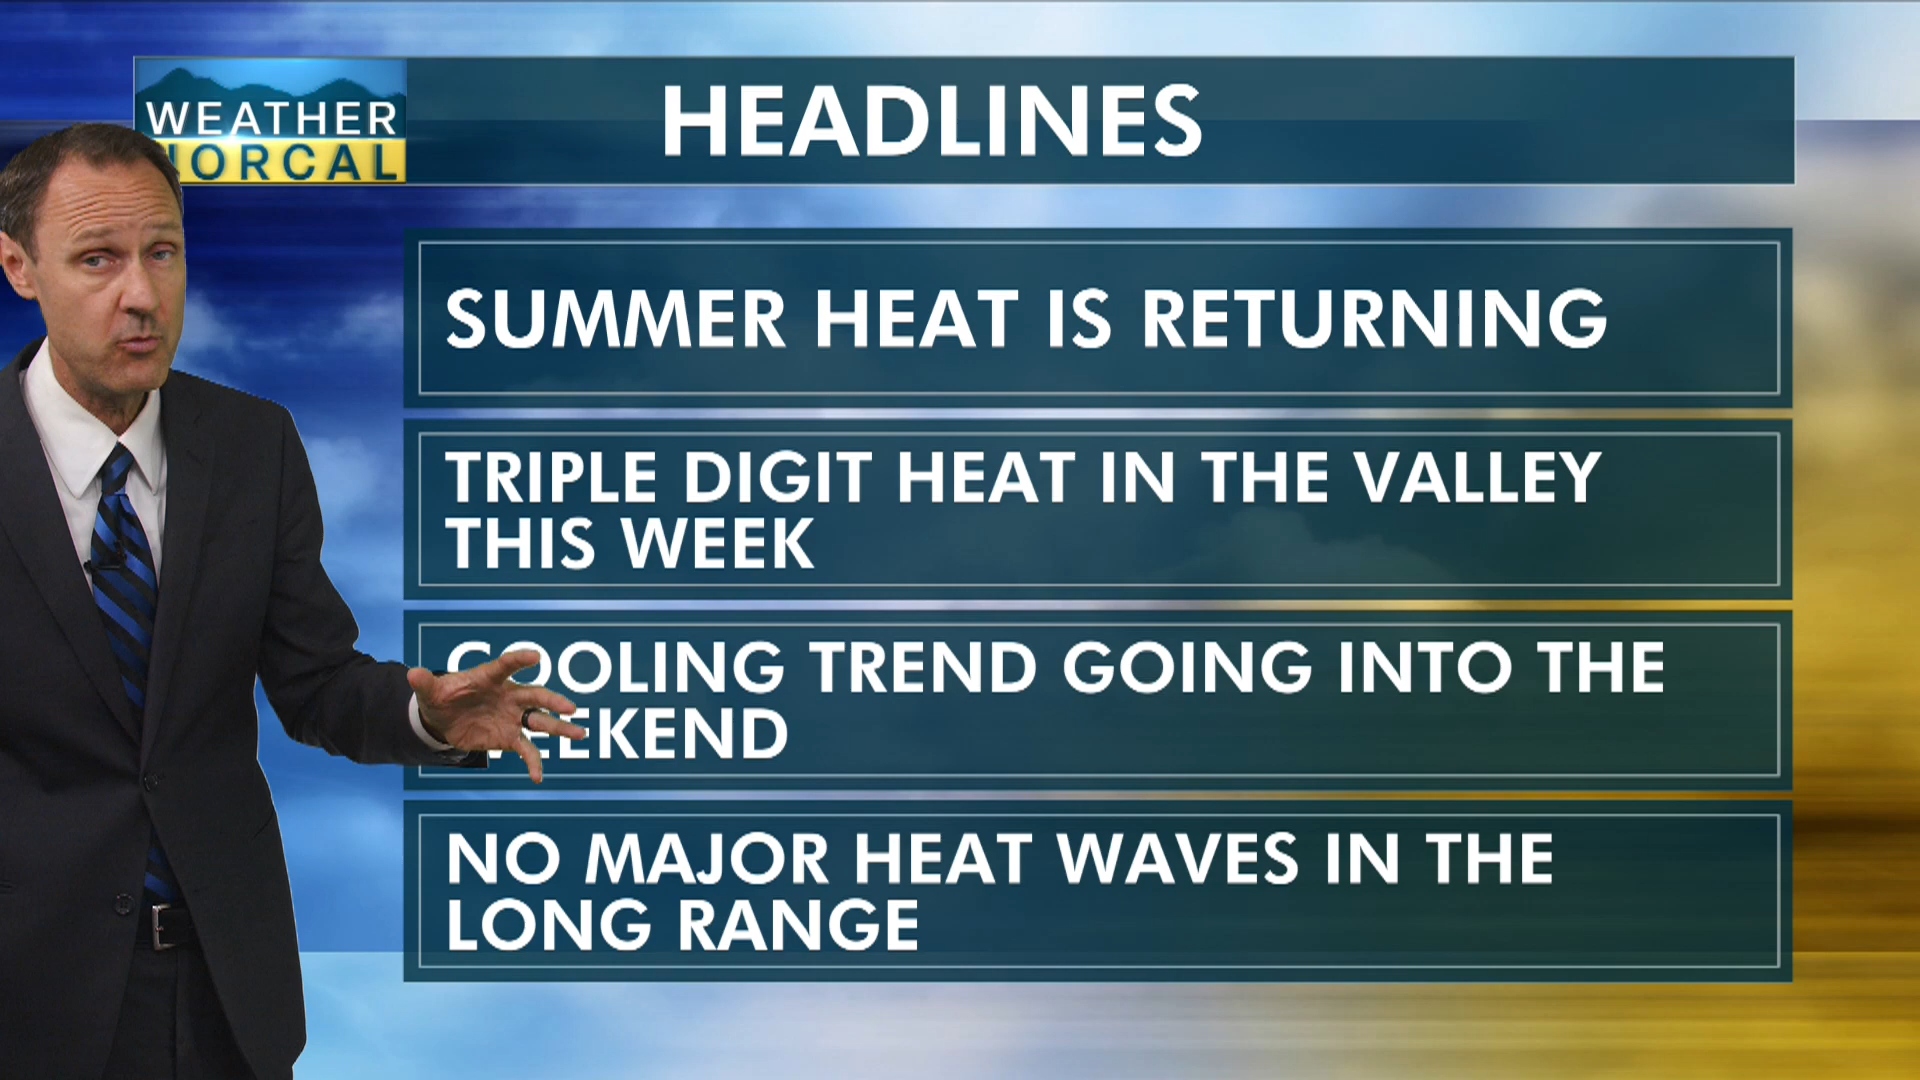 WEATHER
NORCAL
HEADLINES
SUMMER HEAT IS RETURNING
TRIPLE DIGIT HEAT IN THE VALLEY
THIS WEEK
COOLING TREND GOING INTO THE
WEEKEND
NO MAJOR HEAT WAVES IN THE
LONG RANGE